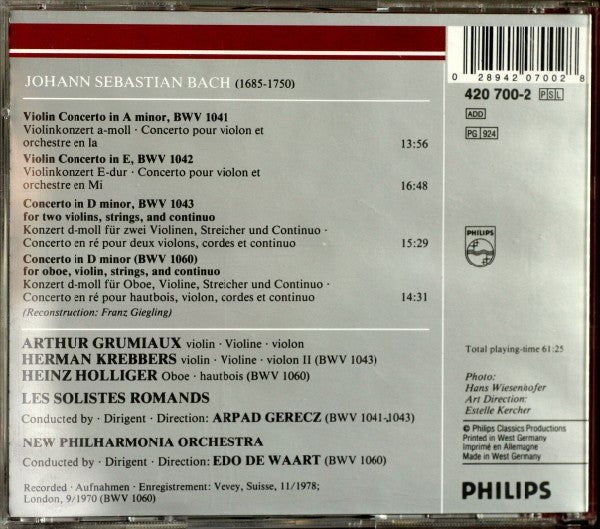 JOHANN SEBASTIAN BACH (1685-1750)
Violin Concerto in A minor, BWV 1041
Violinkonzert a-moll · Concerto pour violon et
orchestre en la 13:56
Violin Concerto in E, BWV 1042
Violinkonzert E-dur · Concerto pour violon et
orchestre en Mi 16:48
Concerto in D minor, BWV 1043
for two violins, strings, and continuo
Konzert d-moll für zwei Violinen, Streicher und Continuo ·
Concerto en ré pour deux violons, cordes et continuo 15:29
Concerto in D minor (BWV 1060)
for oboe, violin, strings, and continuo
Konzert d-moll für Oboe, Violine, Streicher und Continuo ·
Concerto en ré pour hautbois, violon, cordes et continuo 14:31
(Reconstruction: Franz Giegling)
ARTHUR GRUMIAUX violin · Violine · violon
HERMAN KREBBERS violin · Violine · violon II (BWV 1043)
HEINZ HOLLIGER Oboe · hautbois (BWV 1060)
LES SOLISTES ROMANDS
Conducted by · Dirigent · Direction: ARPAD GERECZ (BWV 1041-1043)
NEW PHILHARMONIA ORCHESTRA
Conducted by · Dirigent · Direction: EDO DE WAART (BWV 1060)
Recorded · Aufnahmen · Enregistrement: Vevey, Suisse, 11/1978;
London, 9/1970 (BWV 1060)
0 28942 07002 8
420 700-2 PSL
ADD
PG 924
PHILIPS
Total playing-time 61:25
Photo:
Hans Wiesenhofer
Art Direction:
Estelle Kercher
© Philips Classics Productions
Printed in West Germany
Imprimé en Allemagne
Made in West Germany
PHILIPS